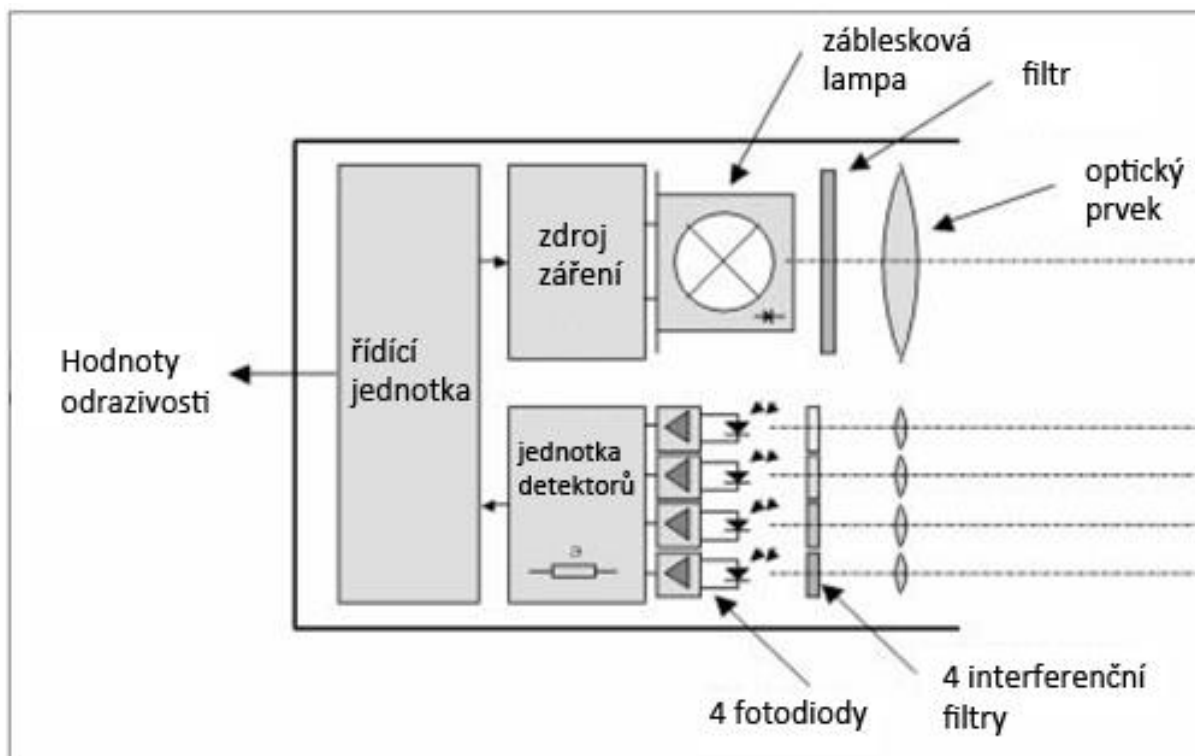 záblesková
lampa
filtr
optický
prvek
zdroj
záření
řídící
jednotka
Hodnoty
odrazivosti
jednotka
detektorů
4 interferenční
filtry
4 fotodiody